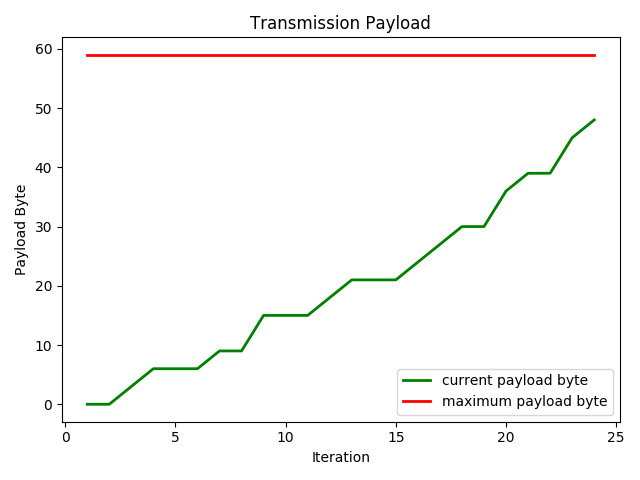 Transmission Payload
60
50
40
30
20
10
0
Payload Byte
current payload byte
maximum payload byte
0 5 10 15 20 25
Iteration